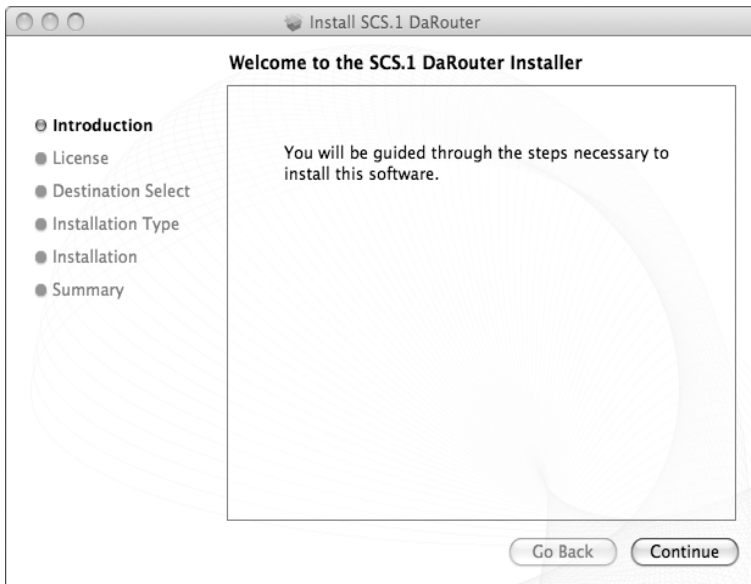 Install SCS.1 DaRouter
Welcome to the SCS.1 DaRouter Installer
Introduction
License
Destination Select
Installation Type
Installation
Summary
You will be guided through the steps necessary to
install this software.
Go Back
Continue